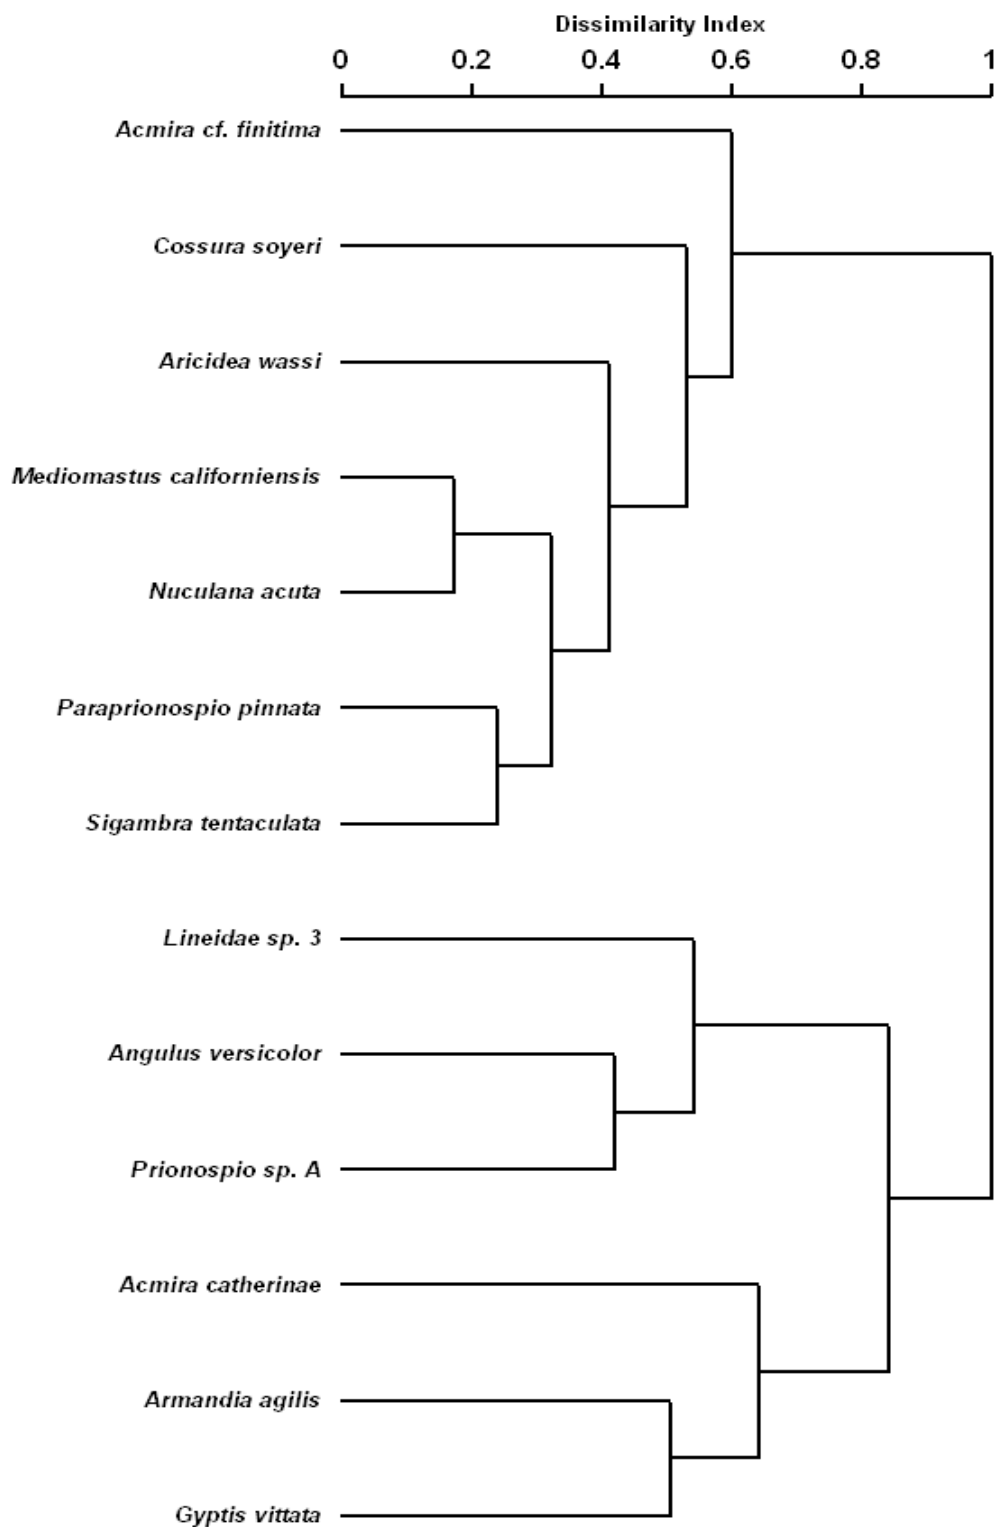 Dissimilarity Index
0 0.2 0.4 0.6 0.8 1
Acmira cf. finitima
Cossura soyeri
Aricidea wassi
Mediomastus californiensis
Nuculana acuta
Paraprionospio pinnata
Sigambra tentaculata
Lineidae sp. 3
Angulus versicolor
Prionospio sp. A
Acmira catherinae
Armandia agilis
Gyptis vittata